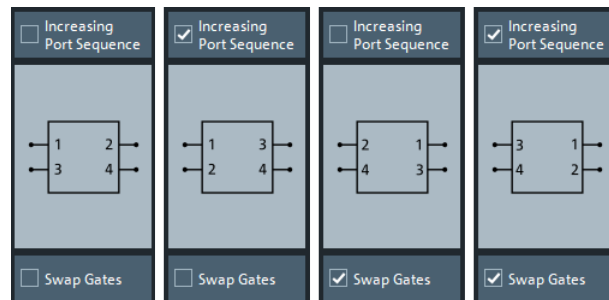 Increasing
Port Sequence
1 2
3 4
Swap Gates
Increasing
Port Sequence
1 3
2 4
Swap Gates
Increasing
Port Sequence
2 1
4 3
Swap Gates
Increasing
Port Sequence
3 1
4 2
Swap Gates